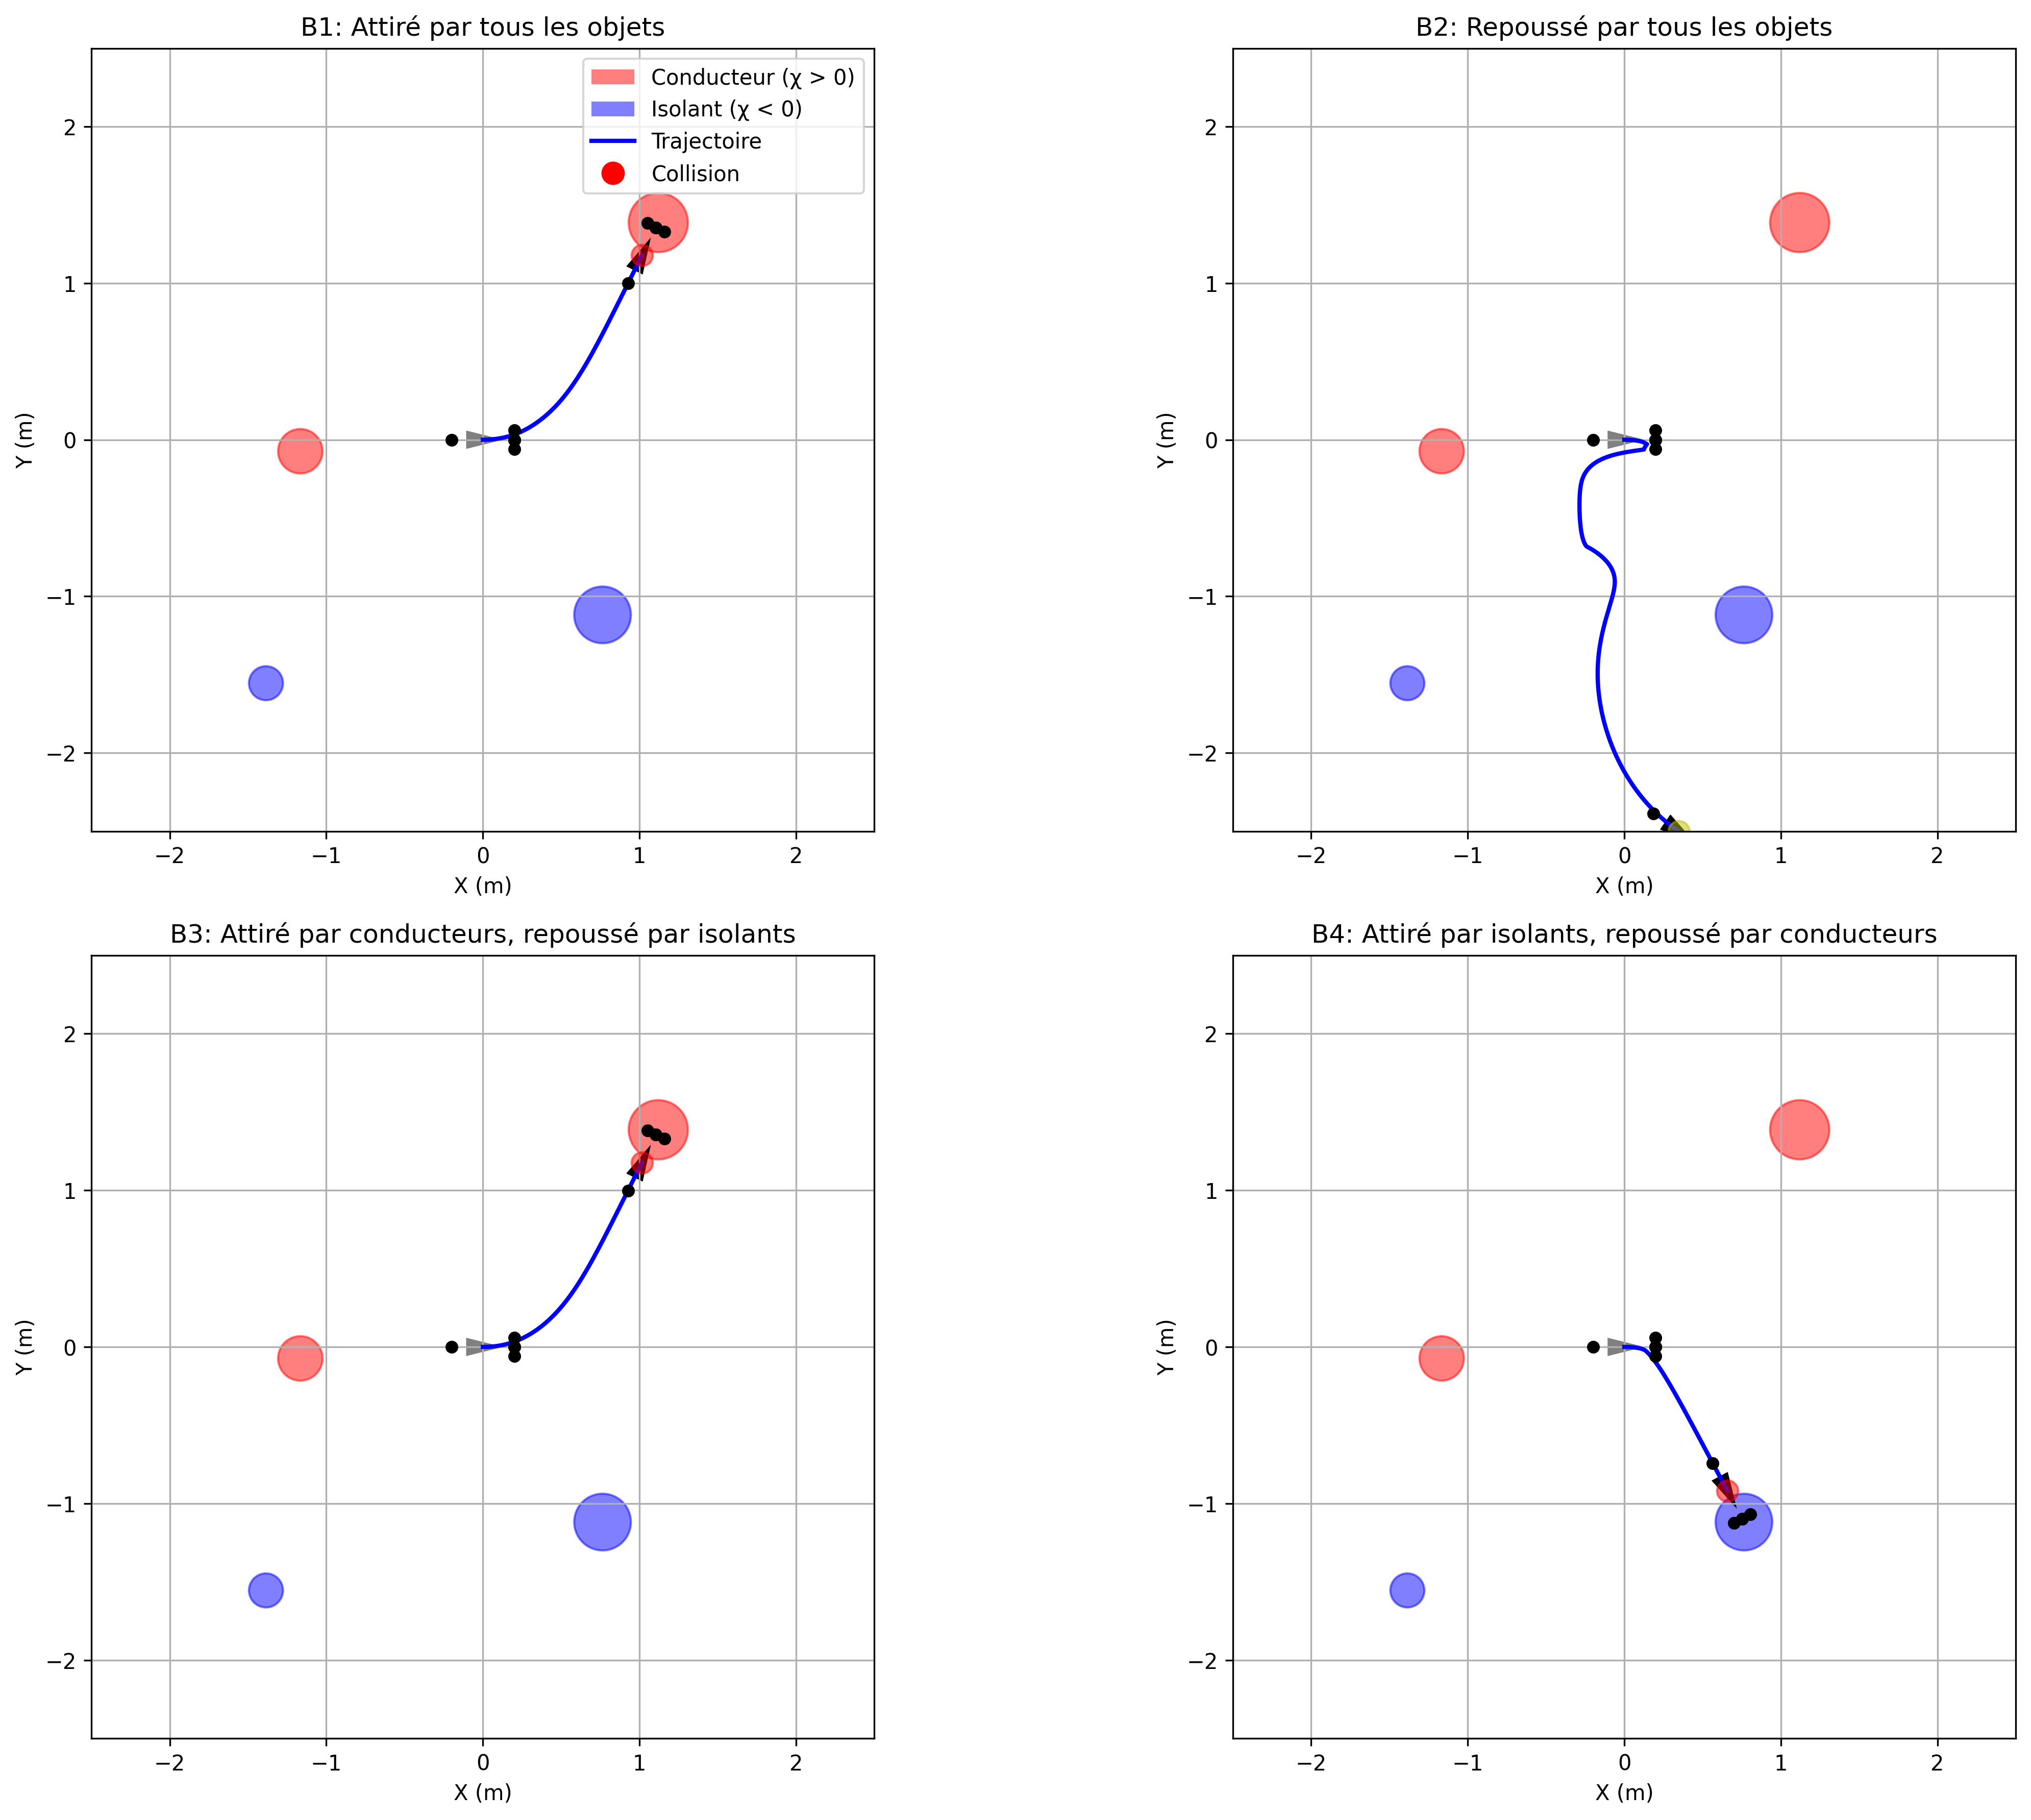 B1: Attiré par tous les objets
Conducteur (χ > 0)
Isolant (χ < 0)
Trajectoire
Collision
2
1
0
−1
−2
Y (m)
−2
−1
0
1
2
X (m)
B2: Repoussé par tous les objets
2
1
0
−1
−2
Y (m)
−2
−1
0
1
2
X (m)
B3: Attiré par conducteurs, repoussé par isolants
2
1
0
−1
−2
Y (m)
−2
−1
0
1
2
X (m)
B4: Attiré par isolants, repoussé par conducteurs
2
1
0
−1
−2
Y (m)
−2
−1
0
1
2
X (m)